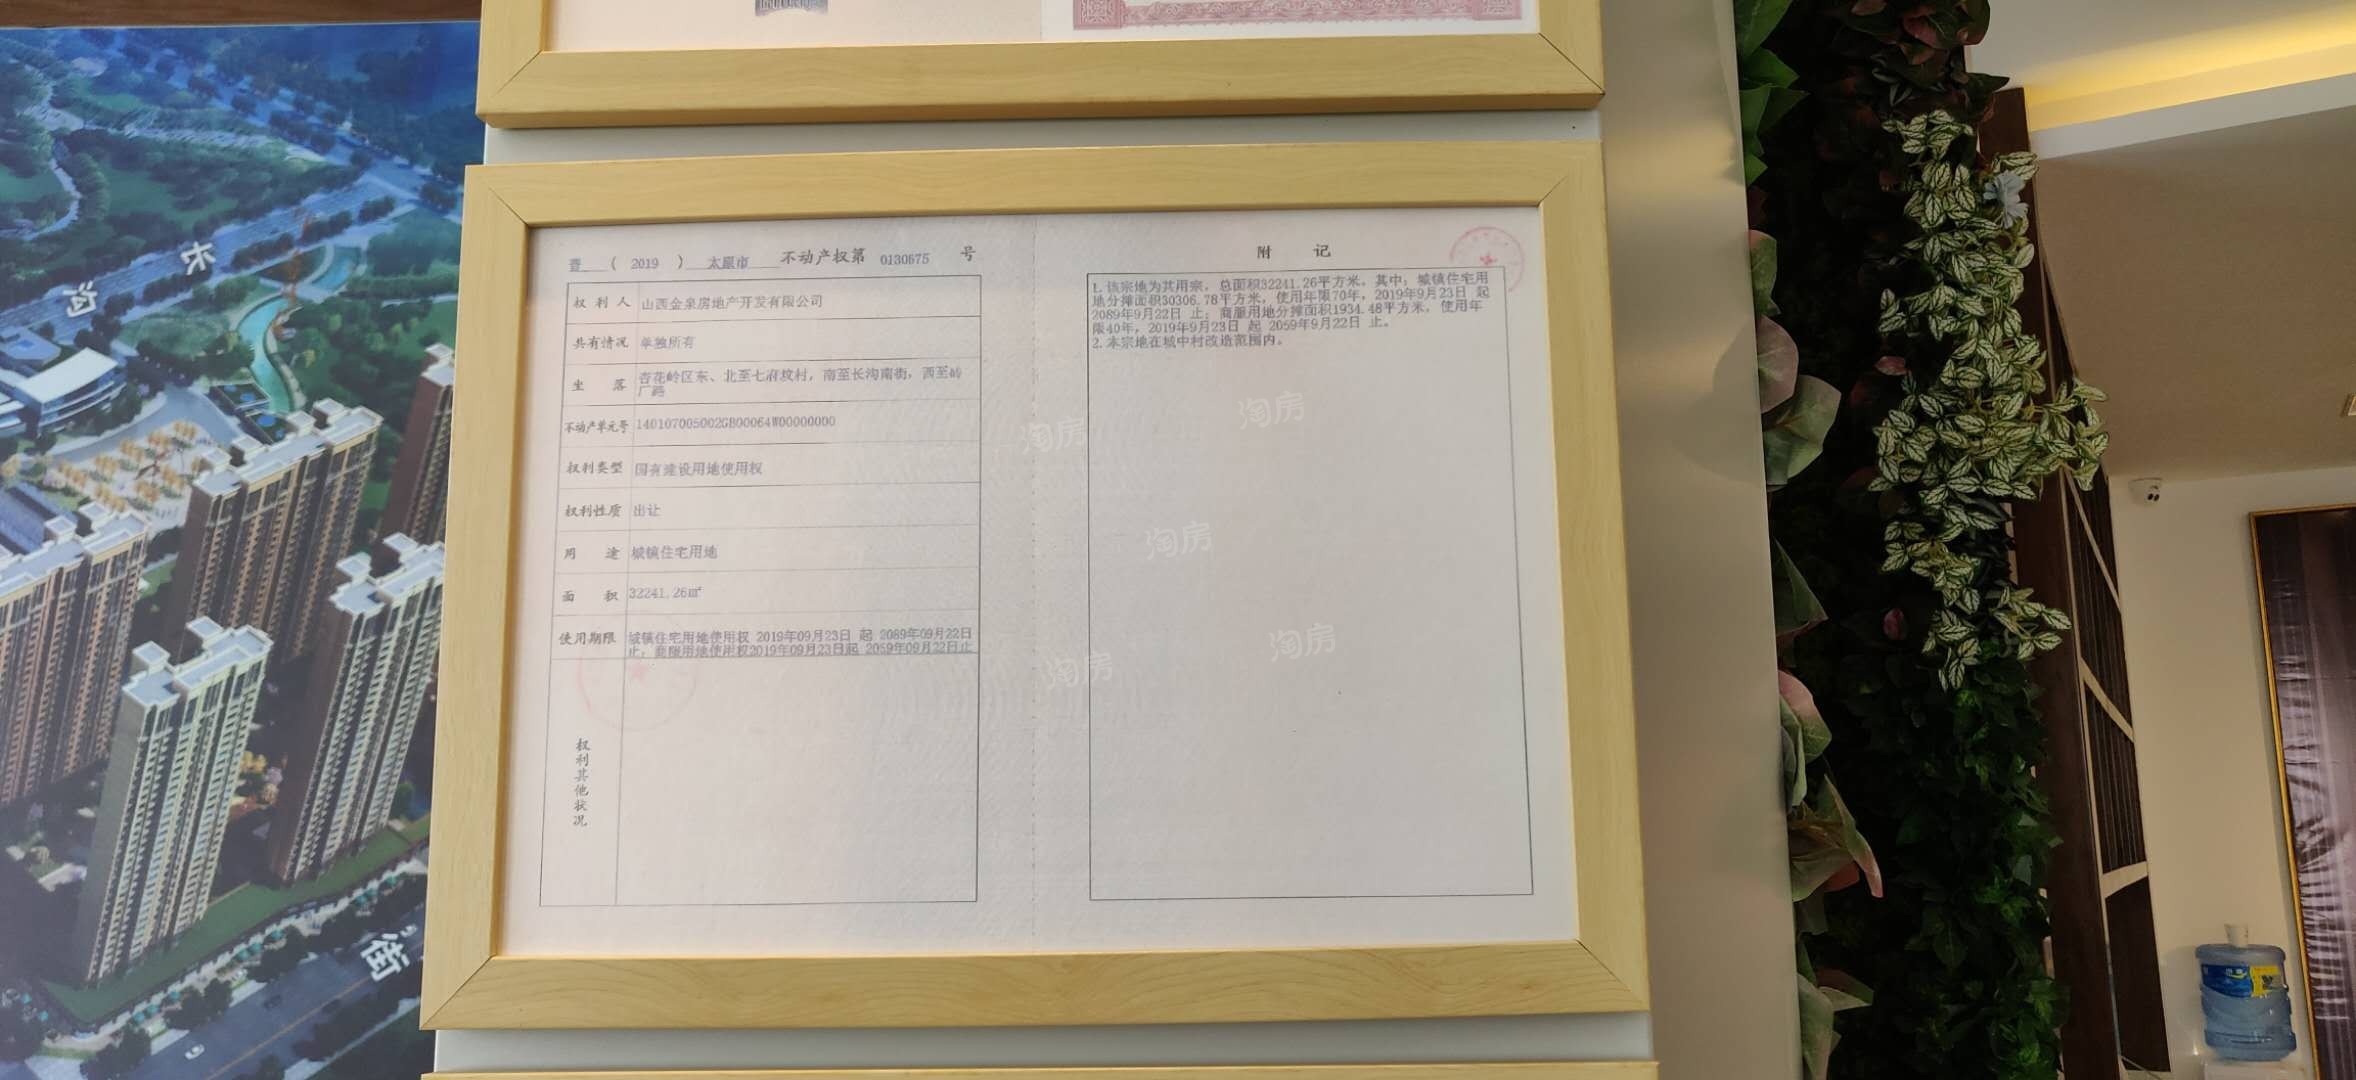 晋 ( 2019 ) 太原市 不动产权第 0130675 号
权利人 山西金泉房地产开发有限公司
共有情况 单独所有
坐落 杏花岭区东、北至七府坟村，南至长沟南街，西至砖
厂路
不动产单元号 140107005002GB00064W00000000
权利类型 国有建设用地使用权
权利性质 出让
用途 城镇住宅用地
面积 32241.26㎡
使用期限 城镇住宅用地使用权 2019年09月23日 起 2089年09月22日
止；商服用地使用权2019年09月23日起 2059年09月22日止
权利其他状况
附记
1.该宗地为共用宗，总面积32241.26平方米，其中：城镇住宅用
地分摊面积30306.78平方米，使用年限70年，2019年9月23日 起
2089年9月22日 止；商服用地分摊面积1934.48平方米，使用年
限40年，2019年9月23日 起 2059年9月22日 止。
2.本宗地在城中村改造范围内。
淘房
淘房
淘房
淘房
淘房
街